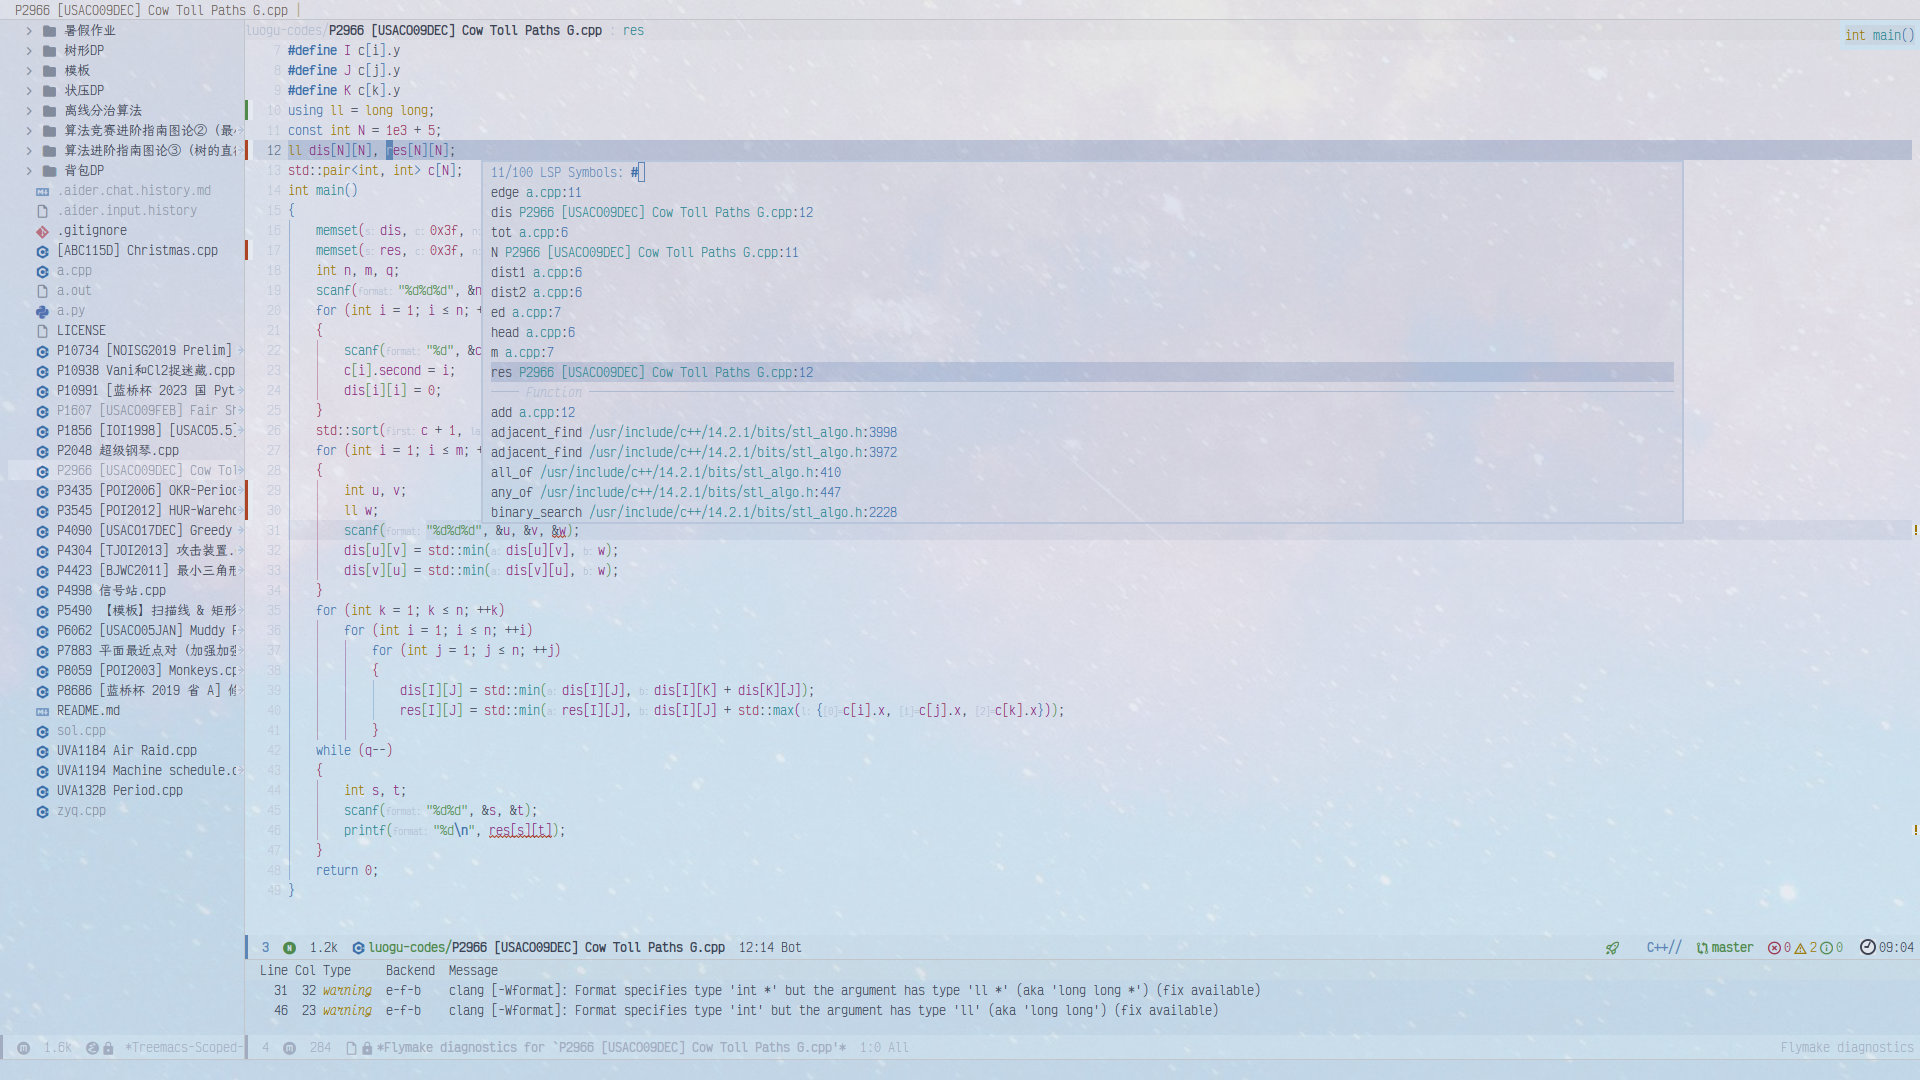 P2966 [USACO09DEC] Cow Toll Paths G.cpp
暑假作业
树形DP
模板
状压DP
离线分治算法
算法竞赛进阶指南图论②（最
算法进阶指南图论③（树的直径
背包DP
.aider.chat.history.md
.aider.input.history
.gitignore
[ABC115D] Christmas.cpp
a.cpp
a.out
a.py
LICENSE
P10734 [NOISG2019 Prelim]
P10938 Vani和Cl2捉迷藏.cpp
P10991 [蓝桥杯 2023 国 Pyt
P1607 [USACO09FEB] Fair Sh
P1856 [IOI1998] [USACO5.5]
P2048 超级钢琴.cpp
P2966 [USACO09DEC] Cow Tol
P3435 [POI2006] OKR-Period
P3545 [POI2012] HUR-Wareho
P4090 [USACO17DEC] Greedy
P4304 [TJOI2013] 攻击装置.
P4423 [BJWC2011] 最小三角形
P4998 信号站.cpp
P5490 【模板】扫描线 & 矩形
P6062 [USACO05JAN] Muddy F
P7883 平面最近点对（加强加强
P8059 [POI2003] Monkeys.cp
P8686 [蓝桥杯 2019 省 A] 修
README.md
sol.cpp
UVA1184 Air Raid.cpp
UVA1194 Machine schedule.c
UVA1328 Period.cpp
zyq.cpp
luogu-codes/P2966 [USACO09DEC] Cow Toll Paths G.cpp : res
int main()
7 #define I c[i].y
8 #define J c[j].y
9 #define K c[k].y
10 using ll = long long;
11 const int N = 1e3 + 5;
12 ll dis[N][N], res[N][N];
13 std::pair<int, int> c[N];
14 int main()
15 {
16 memset(s: dis, c: 0x3f, n:
17 memset(s: res, c: 0x3f, n:
18 int n, m, q;
19 scanf(format: "%d%d%d", &n
20 for (int i = 1; i ≤ n; +
21 {
22 scanf(format: "%d", &c
23 c[i].second = i;
24 dis[i][i] = 0;
25 }
26 std::sort(first: c + 1, la
27 for (int i = 1; i ≤ m; +
28 {
29 int u, v;
30 ll w;
31 scanf(format: "%d%d%d", &u, &v, &w);
32 dis[u][v] = std::min(a: dis[u][v], b: w);
33 dis[v][u] = std::min(a: dis[v][u], b: w);
34 }
35 for (int k = 1; k ≤ n; ++k)
36 for (int i = 1; i ≤ n; ++i)
37 for (int j = 1; j ≤ n; ++j)
38 {
39 dis[I][J] = std::min(a: dis[I][J], b: dis[I][K] + dis[K][J]);
40 res[I][J] = std::min(a: res[I][J], b: dis[I][J] + std::max(l: {[0]=c[i].x, [1]=c[j].x, [2]=c[k].x}));
41 }
42 while (q--)
43 {
44 int s, t;
45 scanf(format: "%d%d", &s, &t);
46 printf(format: "%d\n", res[s][t]);
47 }
48 return 0;
49 }
11/100 LSP Symbols: #
edge a.cpp:11
dis P2966 [USACO09DEC] Cow Toll Paths G.cpp:12
tot a.cpp:6
N P2966 [USACO09DEC] Cow Toll Paths G.cpp:11
dist1 a.cpp:6
dist2 a.cpp:6
ed a.cpp:7
head a.cpp:6
m a.cpp:7
res P2966 [USACO09DEC] Cow Toll Paths G.cpp:12
Function
add a.cpp:12
adjacent_find /usr/include/c++/14.2.1/bits/stl_algo.h:3998
adjacent_find /usr/include/c++/14.2.1/bits/stl_algo.h:3972
all_of /usr/include/c++/14.2.1/bits/stl_algo.h:410
any_of /usr/include/c++/14.2.1/bits/stl_algo.h:447
binary_search /usr/include/c++/14.2.1/bits/stl_algo.h:2228
3 N 1.2k luogu-codes/P2966 [USACO09DEC] Cow Toll Paths G.cpp 12:14 Bot C++// master 0 2 0 09:04
Line Col Type Backend Message
31 32 warning e-f-b clang [-Wformat]: Format specifies type 'int *' but the argument has type 'll *' (aka 'long long *') (fix available)
46 23 warning e-f-b clang [-Wformat]: Format specifies type 'int' but the argument has type 'll' (aka 'long long') (fix available)
m 1.6k *Treemacs-Scoped-
4 m 284 *Flymake diagnostics for `P2966 [USACO09DEC] Cow Toll Paths G.cpp'* 1:0 All Flymake diagnostics